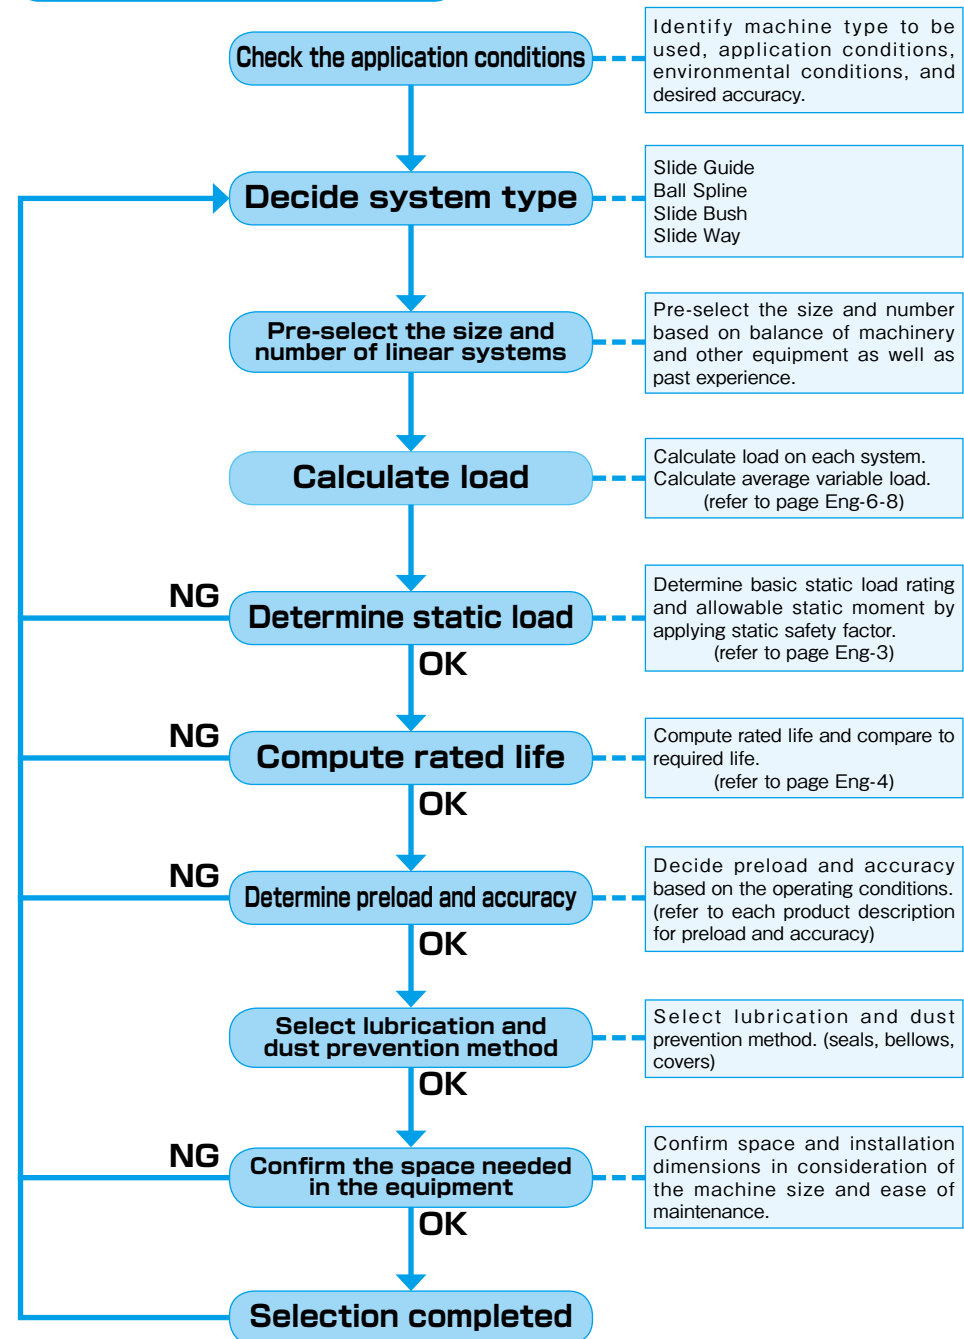 Check the application conditions
Identify machine type to be
used, application conditions,
environmental conditions, and
desired accuracy.
Decide system type
Slide Guide
Ball Spline
Slide Bush
Slide Way
Pre-select the size and
number of linear systems
Pre-select the size and number
based on balance of machinery
and other equipment as well as
past experience.
Calculate load
Calculate load on each system.
Calculate average variable load.
(refer to page Eng-6-8)
NG
Determine static load
OK
Determine basic static load rating
and allowable static moment by
applying static safety factor.
(refer to page Eng-3)
NG
Compute rated life
OK
Compute rated life and compare to
required life.
(refer to page Eng-4)
NG
Determine preload and accuracy
OK
Decide preload and accuracy
based on the operating conditions.
(refer to each product description
for preload and accuracy)
Select lubrication and
dust prevention method
OK
Select lubrication and dust
prevention method. (seals, bellows,
covers)
NG
Confirm the space needed
in the equipment
OK
Confirm space and installation
dimensions in consideration of
the machine size and ease of
maintenance.
Selection completed